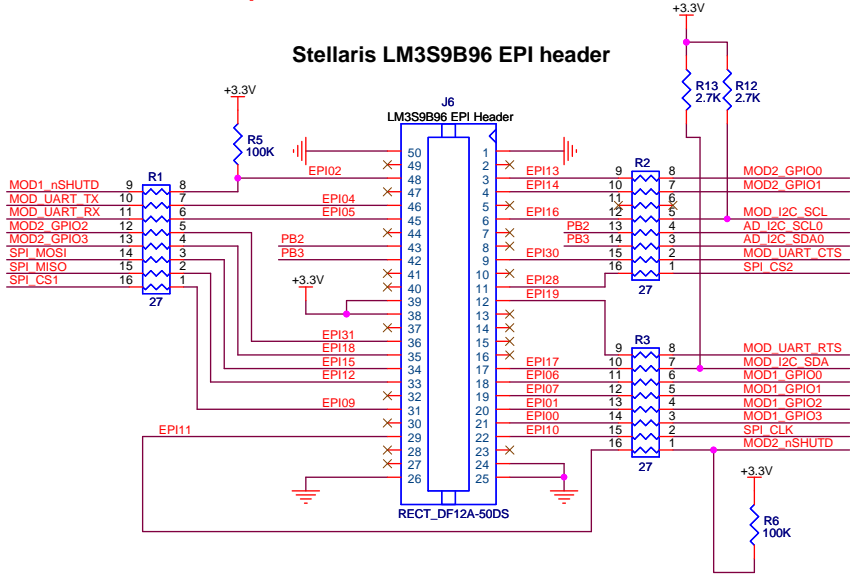 +3.3V
Stellaris LM3S9B96 EPI header
R13
2.7K
R12
2.7K
+3.3V
J6
LM3S9B96 EPI Header
R5
100K
50
49
48
47
46
45
44
43
42
41
40
39
38
37
36
35
34
33
32
31
30
29
28
27
26
1
2
3
4
5
6
7
8
9
10
11
12
13
14
15
16
17
18
19
20
21
22
23
24
25
RECT_DF12A-50DS
EPI02
EPI04
EPI05
PB2
PB3
+3.3V
EPI31
EPI18
EPI15
EPI12
EPI09
EPI11
R1
MOD1_nSHUTD 9 8
MOD_UART_TX 10 7
MOD_UART_RX 11 6
MOD2_GPIO2 12 5
MOD2_GPIO3 13 4
SPI_MOSI 14 3
SPI_MISO 15 2
SPI_CS1 16 1
27
R2
EPI13 9 8 MOD2_GPIO0
EPI14 10 7 MOD2_GPIO1
11 6
EPI16 12 5 MOD_I2C_SCL
PB2 13 4 AD_I2C_SCL0
PB3 14 3 AD_I2C_SDA0
EPI30 15 2 MOD_UART_CTS
16 1 SPI_CS2
EPI28
EPI19
27
R3
9 8 MOD_UART_RTS
EPI17 10 7 MOD_I2C_SDA
EPI06 11 6 MOD1_GPIO0
EPI07 12 5 MOD1_GPIO1
EPI01 13 4 MOD1_GPIO2
EPI00 14 3 MOD1_GPIO3
EPI10 15 2 SPI_CLK
16 1 MOD2_nSHUTD
27
+3.3V
R6
100K